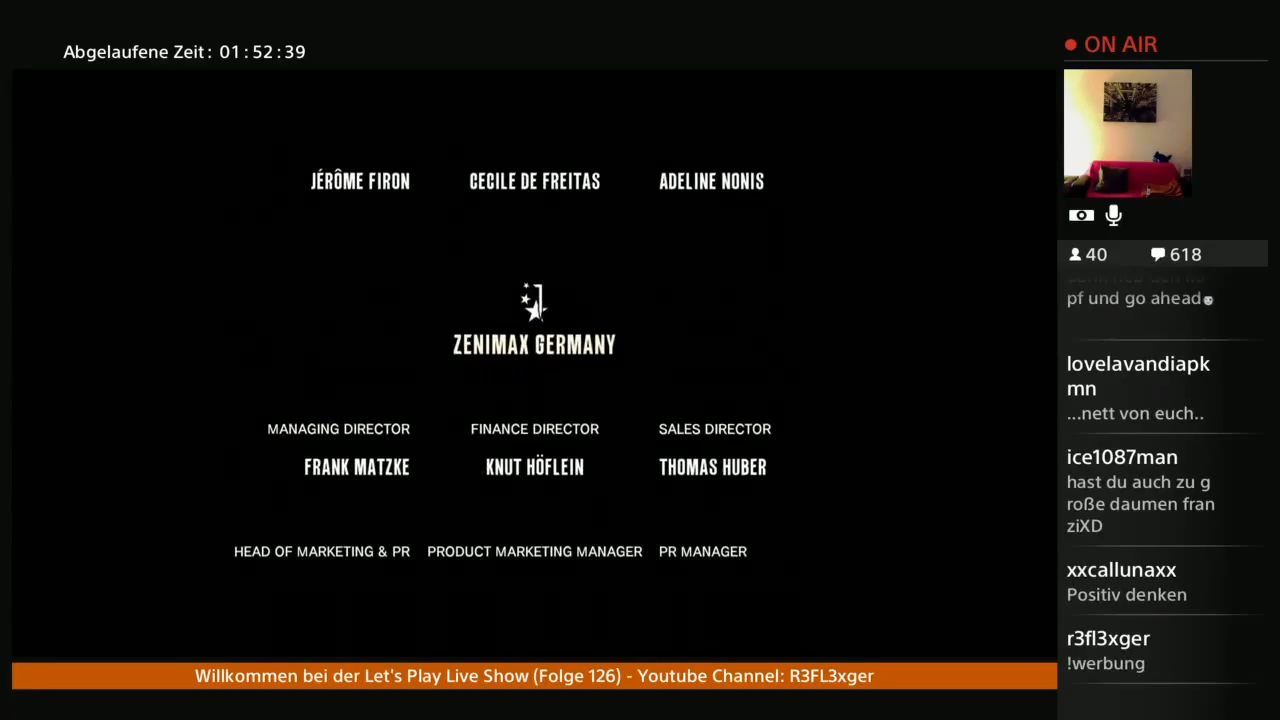 Abgelaufene Zeit: 01:52:39
ON AIR
JÉRÔME FIRON CECILE DE FREITAS ADELINE NONIS
ZENIMAX GERMANY
MANAGING DIRECTOR FINANCE DIRECTOR SALES DIRECTOR
FRANK MATZKE KNUT HÖFLEIN THOMAS HUBER
HEAD OF MARKETING & PR PRODUCT MARKETING MANAGER PR MANAGER
40 618
pf und go ahead
lovelavandiapk
mn
...nett von euch..
ice1087man
hast du auch zu g
roße daumen fran
ziXD
xxcallunaxx
Positiv denken
r3fl3xger
!werbung
Willkommen bei der Let's Play Live Show (Folge 126) - Youtube Channel: R3FL3xger